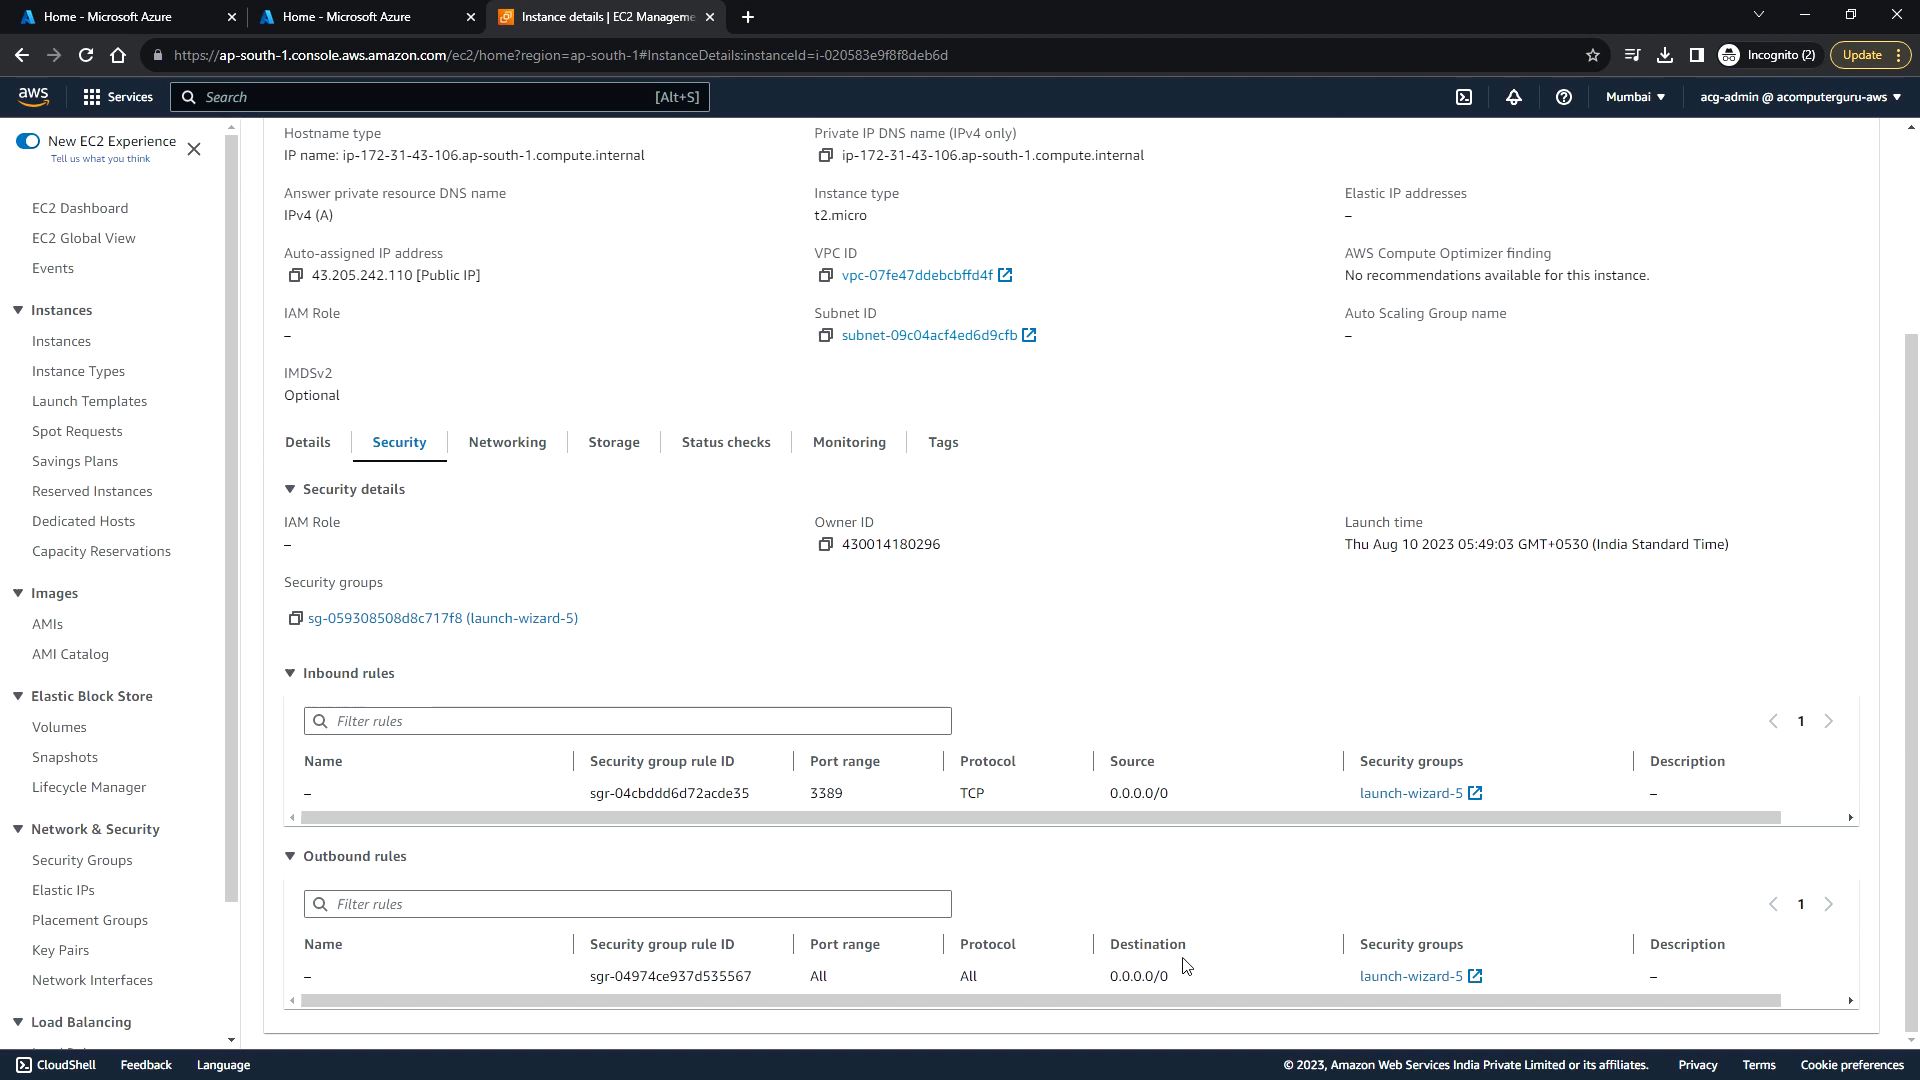 Home - Microsoft Azure
Home - Microsoft Azure
Instance details | EC2 Manageme
https://ap-south-1.console.aws.amazon.com/ec2/home?region=ap-south-1#InstanceDetails:instanceId=i-020583e9f8f8deb6d
Incognito (2)
Update
aws
Services
Search
[Alt+S]
Mumbai
acg-admin @ acomputerguru-aws
New EC2 Experience
Tell us what you think
EC2 Dashboard
EC2 Global View
Events
Instances
Instances
Instance Types
Launch Templates
Spot Requests
Savings Plans
Reserved Instances
Dedicated Hosts
Capacity Reservations
Images
AMIs
AMI Catalog
Elastic Block Store
Volumes
Snapshots
Lifecycle Manager
Network & Security
Security Groups
Elastic IPs
Placement Groups
Key Pairs
Network Interfaces
Load Balancing
Hostname type
IP name: ip-172-31-43-106.ap-south-1.compute.internal
Private IP DNS name (IPv4 only)
ip-172-31-43-106.ap-south-1.compute.internal
Answer private resource DNS name
IPv4 (A)
Instance type
t2.micro
Elastic IP addresses
–
Auto-assigned IP address
43.205.242.110 [Public IP]
VPC ID
vpc-07fe47ddebcbffd4f
AWS Compute Optimizer finding
No recommendations available for this instance.
IAM Role
–
Subnet ID
subnet-09c04acf4ed6d9cfb
Auto Scaling Group name
–
IMDSv2
Optional
Details
Security
Networking
Storage
Status checks
Monitoring
Tags
Security details
IAM Role
–
Owner ID
430014180296
Launch time
Thu Aug 10 2023 05:49:03 GMT+0530 (India Standard Time)
Security groups
sg-059308508d8c717f8 (launch-wizard-5)
Inbound rules
Filter rules
1
Name Security group rule ID Port range Protocol Source Security groups Description
– sgr-04cbddd6d72acde35 3389 TCP 0.0.0.0/0 launch-wizard-5 –
Outbound rules
Filter rules
1
Name Security group rule ID Port range Protocol Destination Security groups Description
– sgr-04974ce937d535567 All All 0.0.0.0/0 launch-wizard-5 –
CloudShell
Feedback
Language
© 2023, Amazon Web Services India Private Limited or its affiliates.
Privacy
Terms
Cookie preferences